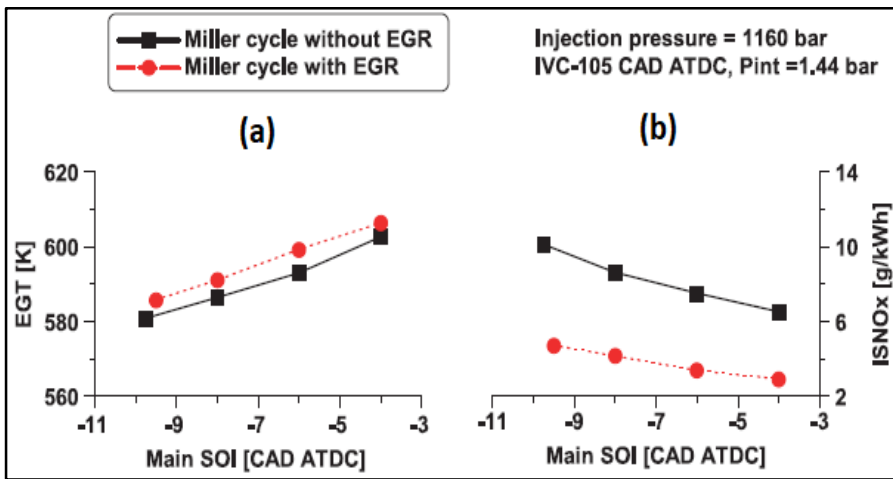 Miller cycle without EGR
Miller cycle with EGR
Injection pressure = 1160 bar
IVC-105 CAD ATDC, Pint =1.44 bar
(a)
(b)
EGT [K]
620
600
580
560
-11
-9
-7
-5
-3
Main SOI [CAD ATDC]
14
10
6
2
ISNOx [g/kWh]
-11
-9
-7
-5
-3
Main SOI [CAD ATDC]